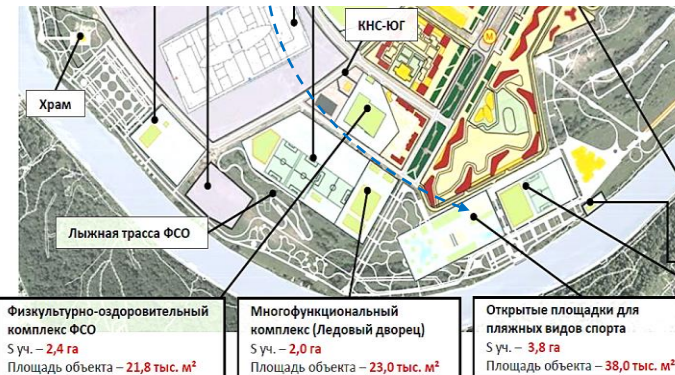 КНС-ЮГ
М
Храм
Лыжная трасса ФСО
Физкультурно-оздоровительный
комплекс ФСО
S уч. – 2,4 га
Площадь объекта – 21,8 тыс. м²
Многофункциональный
комплекс (Ледовый дворец)
S уч. – 2,0 га
Площадь объекта – 23,0 тыс. м²
Открытые площадки для
пляжных видов спорта
S уч. – 3,8 га
Площадь объекта – 38,0 тыс. м²